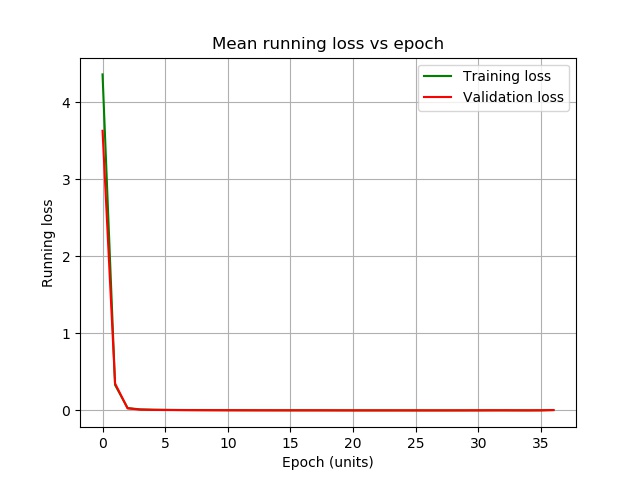 Mean running loss vs epoch
Training loss
Validation loss
4
3
2
1
0
Running loss
0 5 10 15 20 25 30 35
Epoch (units)